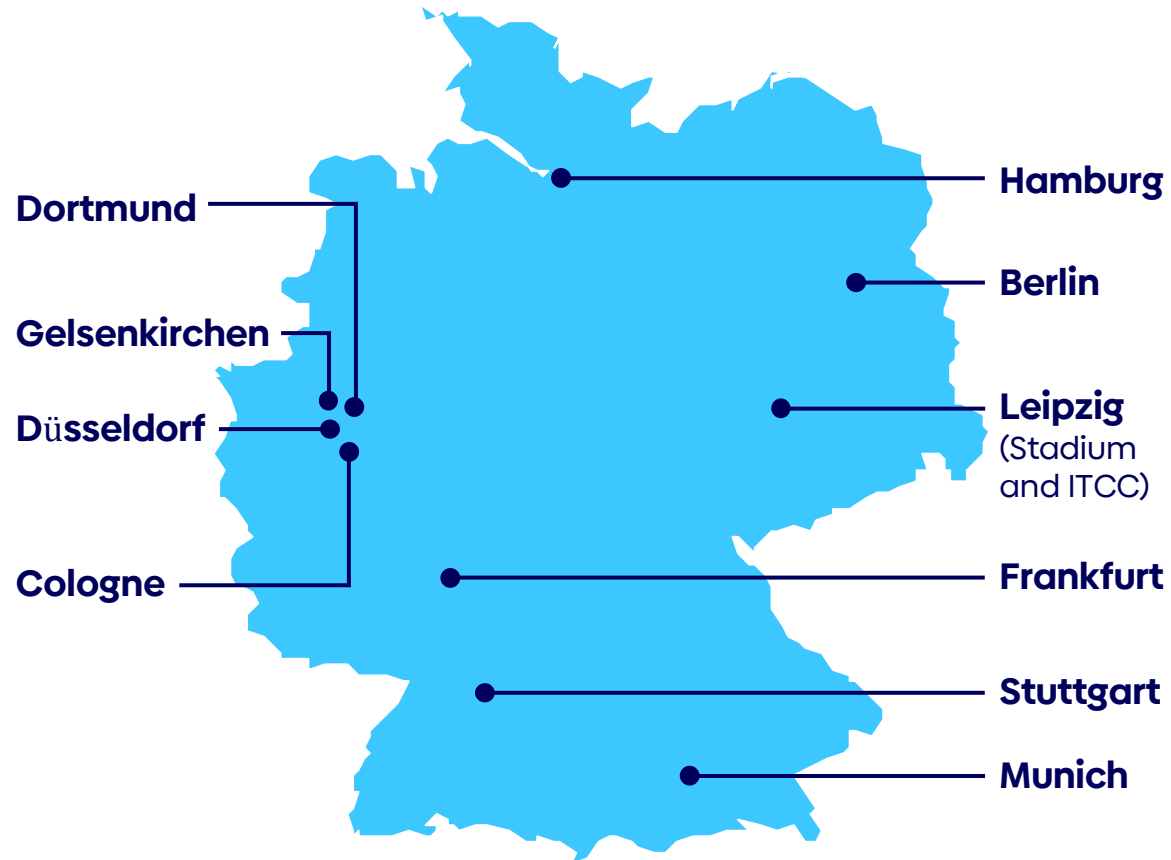 Dortmund
Gelsenkirchen
Düsseldorf
Cologne
Hamburg
Berlin
Leipzig
(Stadium
and ITCC)
Frankfurt
Stuttgart
Munich